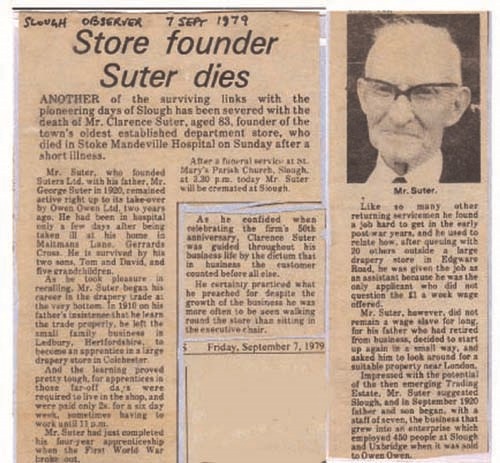 SLOUGH OBSERVER 7 SEPT 1979
Store founder
Suter dies
ANOTHER of the surviving links with the
pioneering days of Slough has been severed with the
death of Mr. Clarence Suter, aged 83, founder of the
town's oldest established department store, who
died in Stoke Mandeville Hospital on Sunday after a
short illness.
Mr. Suter, who founded
Suters Ltd. with his father, Mr.
George Suter in 1920, remained
active right up to its take-over
by Owen Owen Ltd, two years
ago. He had been in hospital
only a few days after being
taken ill at his home in
Maltmans Lane, Gerrards
Cross. He is survived by his
two sons, Tom and David, and
five grandchildren.
As he took pleasure in
recalling, Mr. Suter began his
career in the drapery trade at
the very bottom. In 1910 on his
father's insistence that he learn
the trade properly, he left the
small family business in
Ledbury, Hertfordshire, to
become an apprentice in a large
drapery store in Colchester.
And the learning proved
pretty tough, for apprentices in
those far-off days were
required to live in the shop, and
were paid only 2s. for a six day
week, sometimes having to
work until 11 p.m.
Mr. Suter had just completed
his four-year apprenticeship
when the First World War
broke out.
After a funeral service at St.
Mary's Parish Church, Slough,
at 2.30 p.m. today Mr. Suter
will be cremated at Slough.
As he confided when
celebrating the firm's 50th
anniversary, Clarence Suter
was guided throughout his
business life by the dictum that
in business the customer
counted before all else.
He certainly practiced what
he preached for despite the
growth of the business he was
more often to be seen walking
round the store than sitting in
the executive chair.
S Friday, September 7, 1979
Mr. Suter.
Like so many other
returning servicemen he found
a job hard to get in the early
post-war years, and he used to
relate how, after queuing with
20 others outside a large
drapery store in Edgware
Road, he was given the job as
an assistant because he was the
only applicant who did not
question the £1 a week wage
offered.
Mr. Suter, however, did not
remain a wage slave for long,
for his father who had retired
from business, decided to start
up again in a small way, and
asked him to look around for a
suitable property near London.
Impressed with the potential
of the then emerging Trading
Estate, Mr. Suter suggested
Slough, and in September 1920
father and son began, with a
staff of seven, the business that
grew into an enterprise which
employed 450 people at Slough
and Uxbridge when it was sold
to Owen Owen.